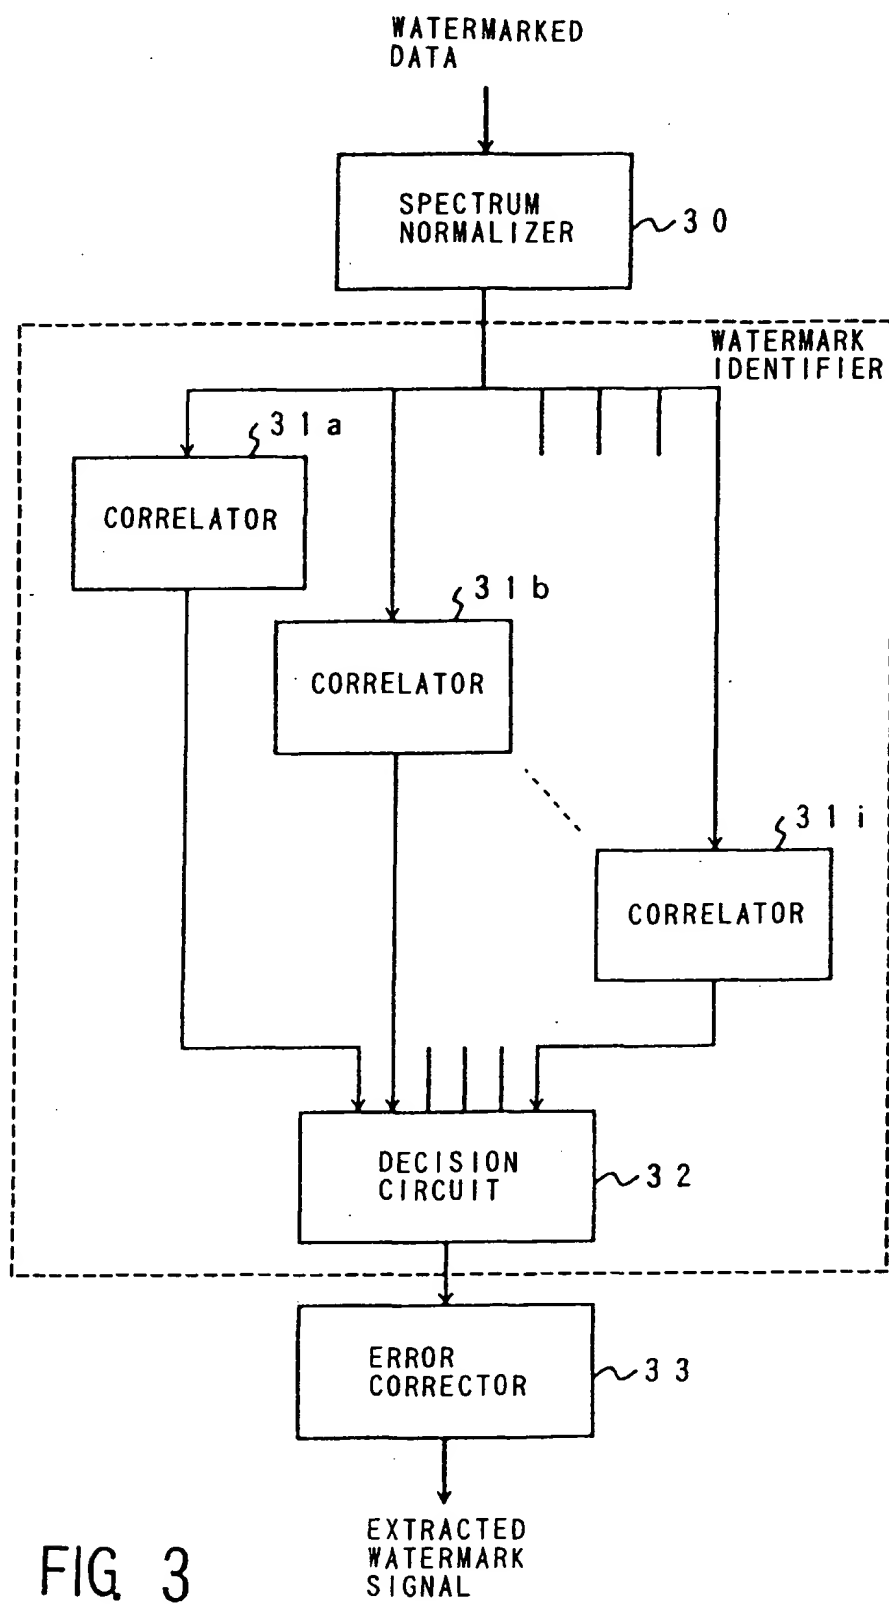 WATERMARKED
DATA
SPECTRUM
NORMALIZER
30
WATERMARK
IDENTIFIER
31a
CORRELATOR
31b
CORRELATOR
31i
CORRELATOR
DECISION
CIRCUIT
32
ERROR
CORRECTOR
33
EXTRACTED
WATERMARK
SIGNAL
FIG. 3